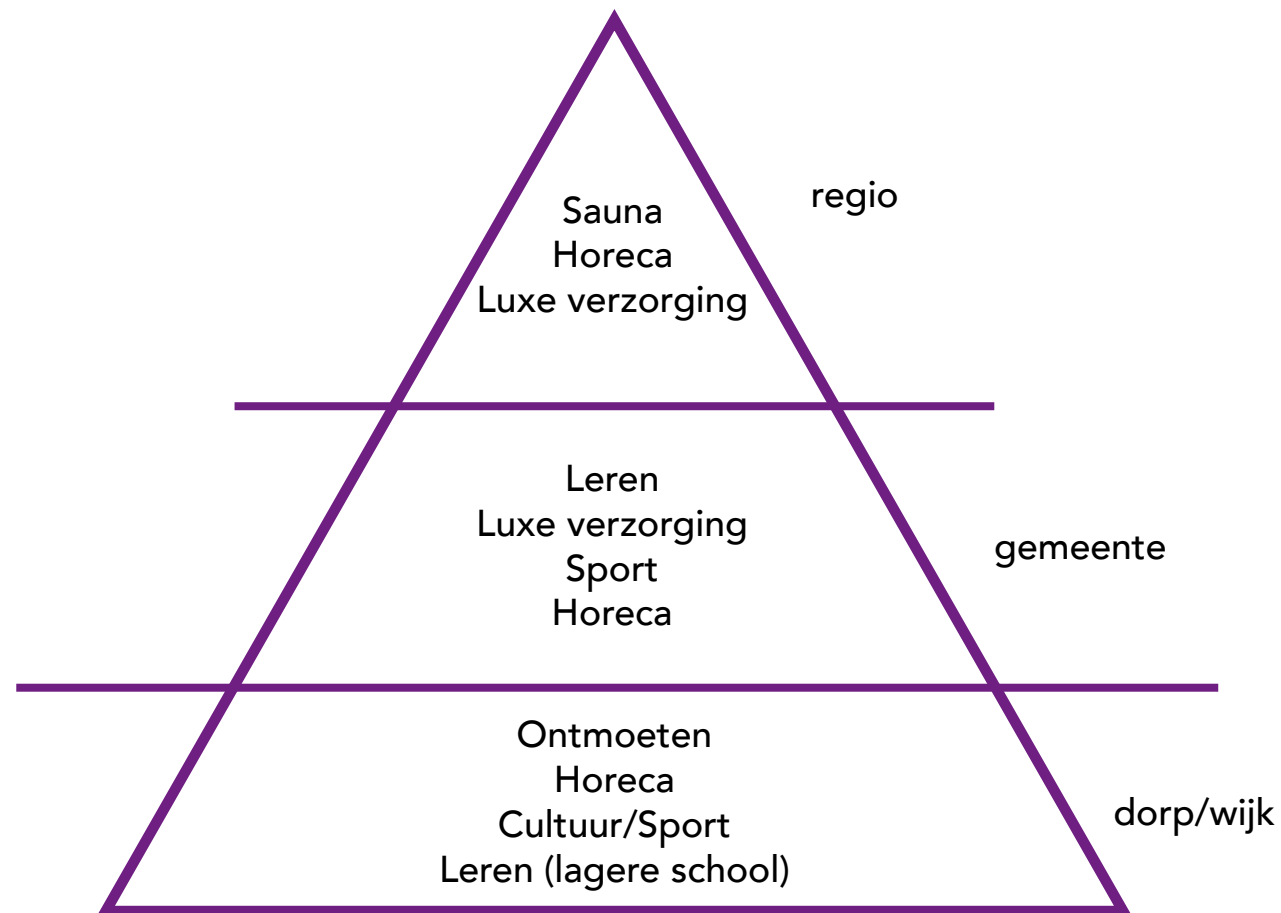 regio
Sauna
Horeca
Luxe verzorging
Leren
Luxe verzorging
Sport
Horeca
gemeente
Ontmoeten
Horeca
Cultuur/Sport
Leren (lagere school)
dorp/wijk